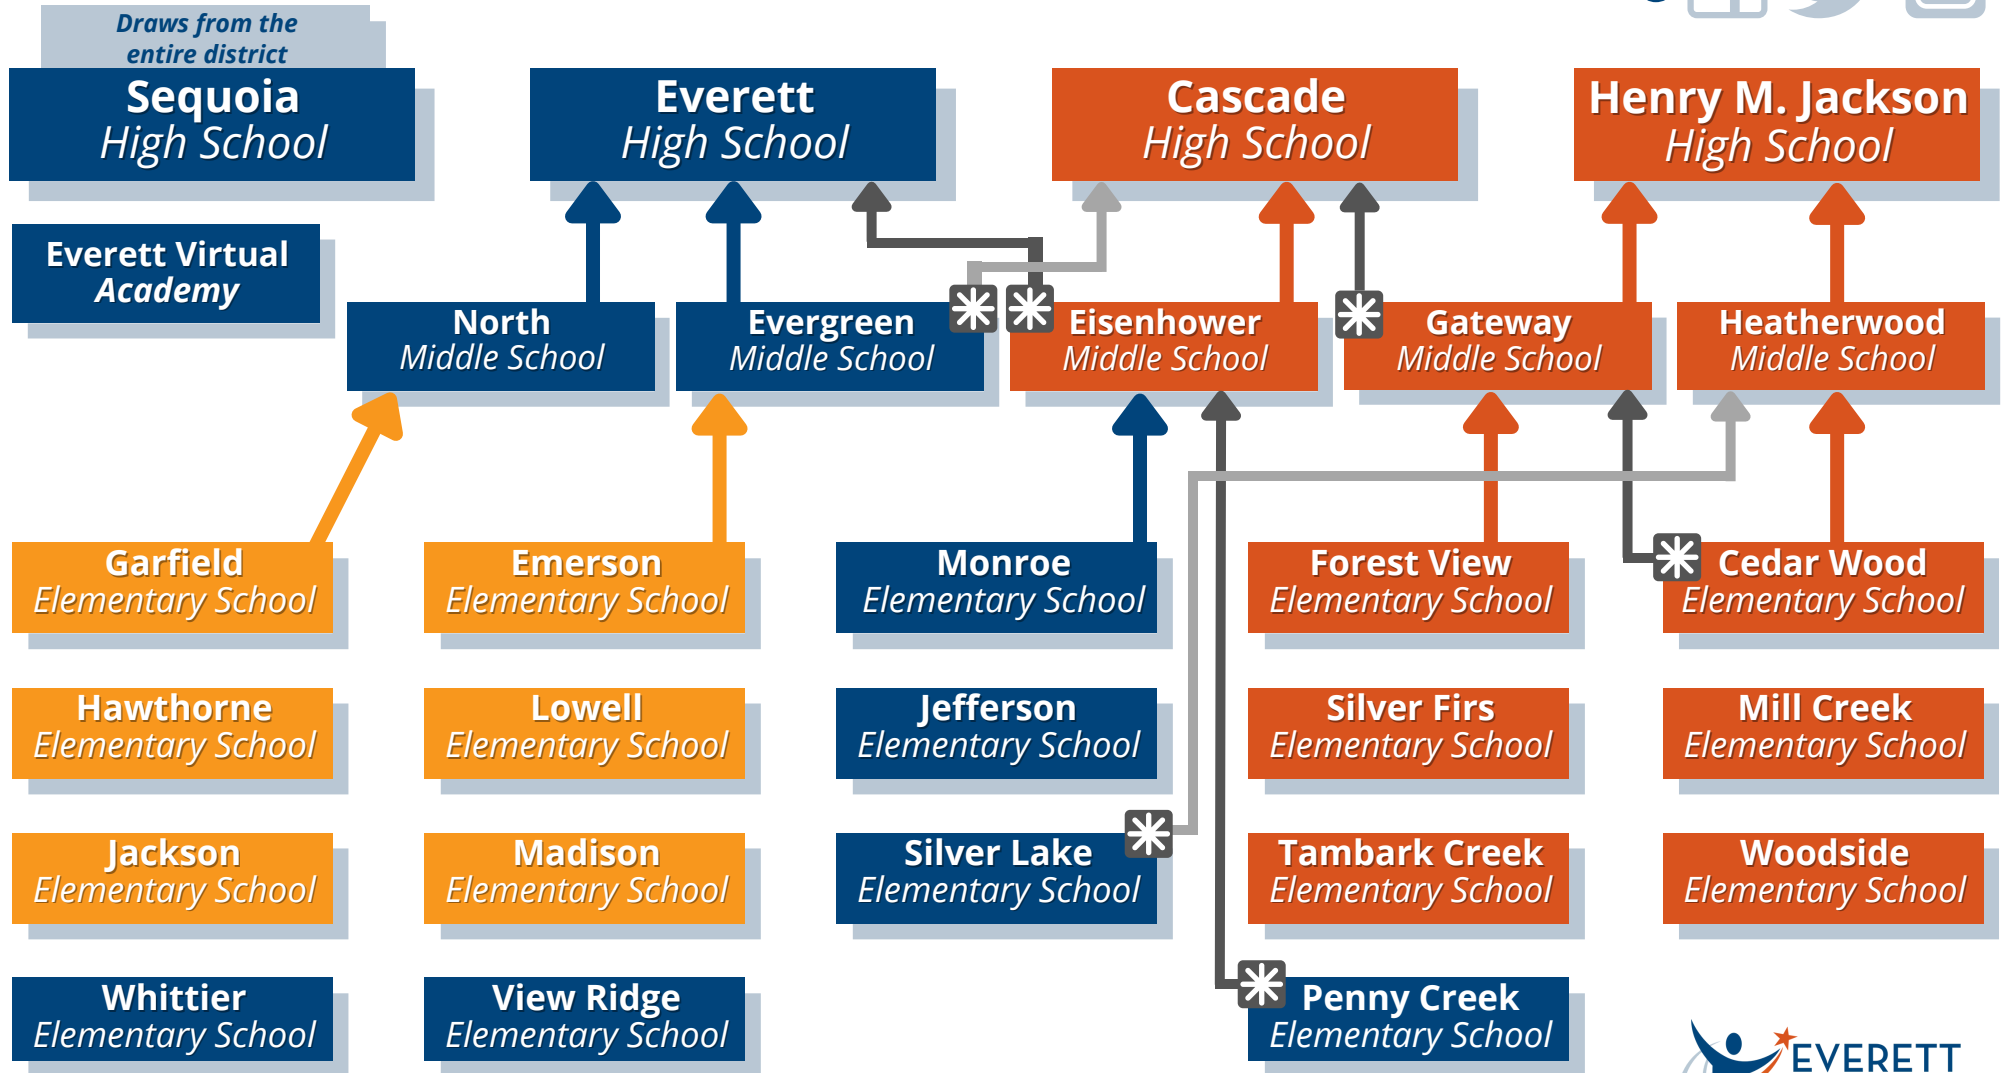 Draws from the
entire district
Sequoia
High School
Everett
High School
Cascade
High School
Henry M. Jackson
High School
Everett Virtual
Academy
North
Middle School
Evergreen
Middle School
Eisenhower
Middle School
Gateway
Middle School
Heatherwood
Middle School
Garfield
Elementary School
Emerson
Elementary School
Monroe
Elementary School
Forest View
Elementary School
Cedar Wood
Elementary School
Hawthorne
Elementary School
Lowell
Elementary School
Jefferson
Elementary School
Silver Firs
Elementary School
Mill Creek
Elementary School
Jackson
Elementary School
Madison
Elementary School
Silver Lake
Elementary School
Tambark Creek
Elementary School
Woodside
Elementary School
Whittier
Elementary School
View Ridge
Elementary School
Penny Creek
Elementary School
EVERETT